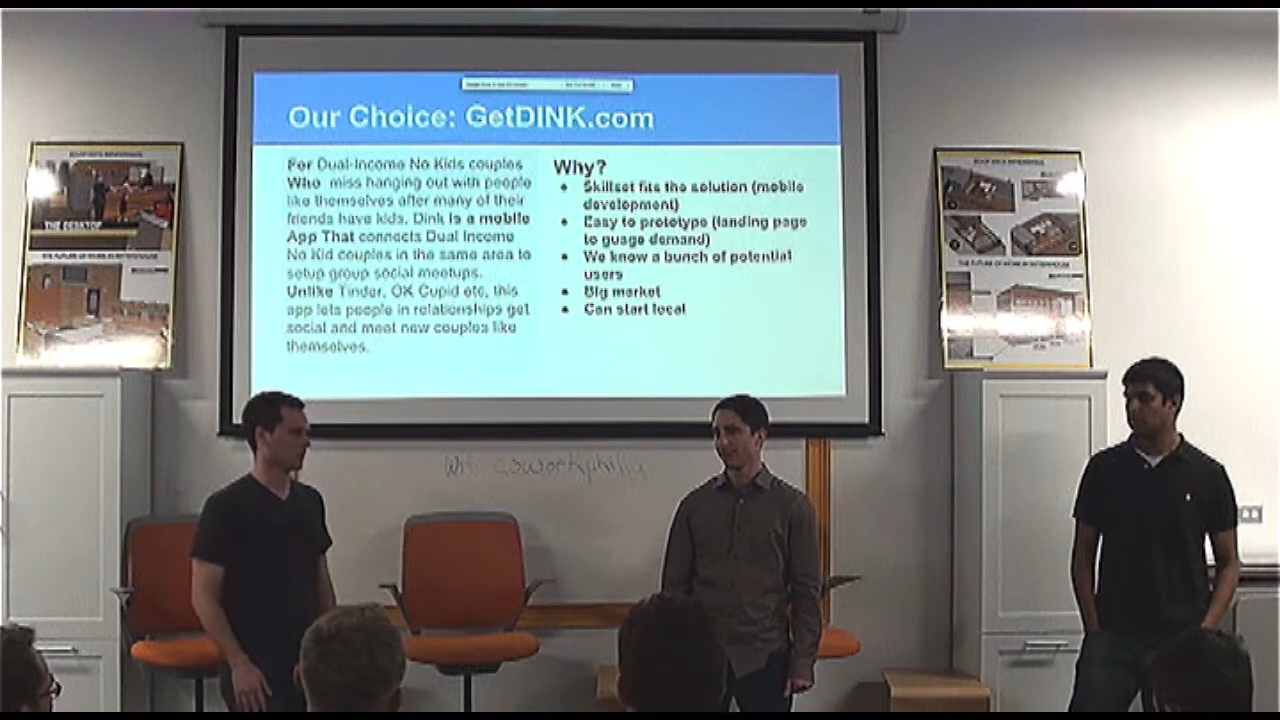 Our Choice: GetDINK.com
For Dual-Income No Kids couples
Who miss hanging out with people
like themselves after many of their
friends have kids. Dink is a mobile
App That connects Dual Income
No Kid couples in the same area to
setup group social meetups.
Unlike Tinder, OK Cupid etc, this
app lets people in relationships get
social and meet new couples like
themselves.
Why?
Skillset fits the solution (mobile
development)
Easy to prototype (landing page
to guage demand)
We know a bunch of potential
users
Big market
Can start local
THE DESKTOP
Wifi coworkphilly